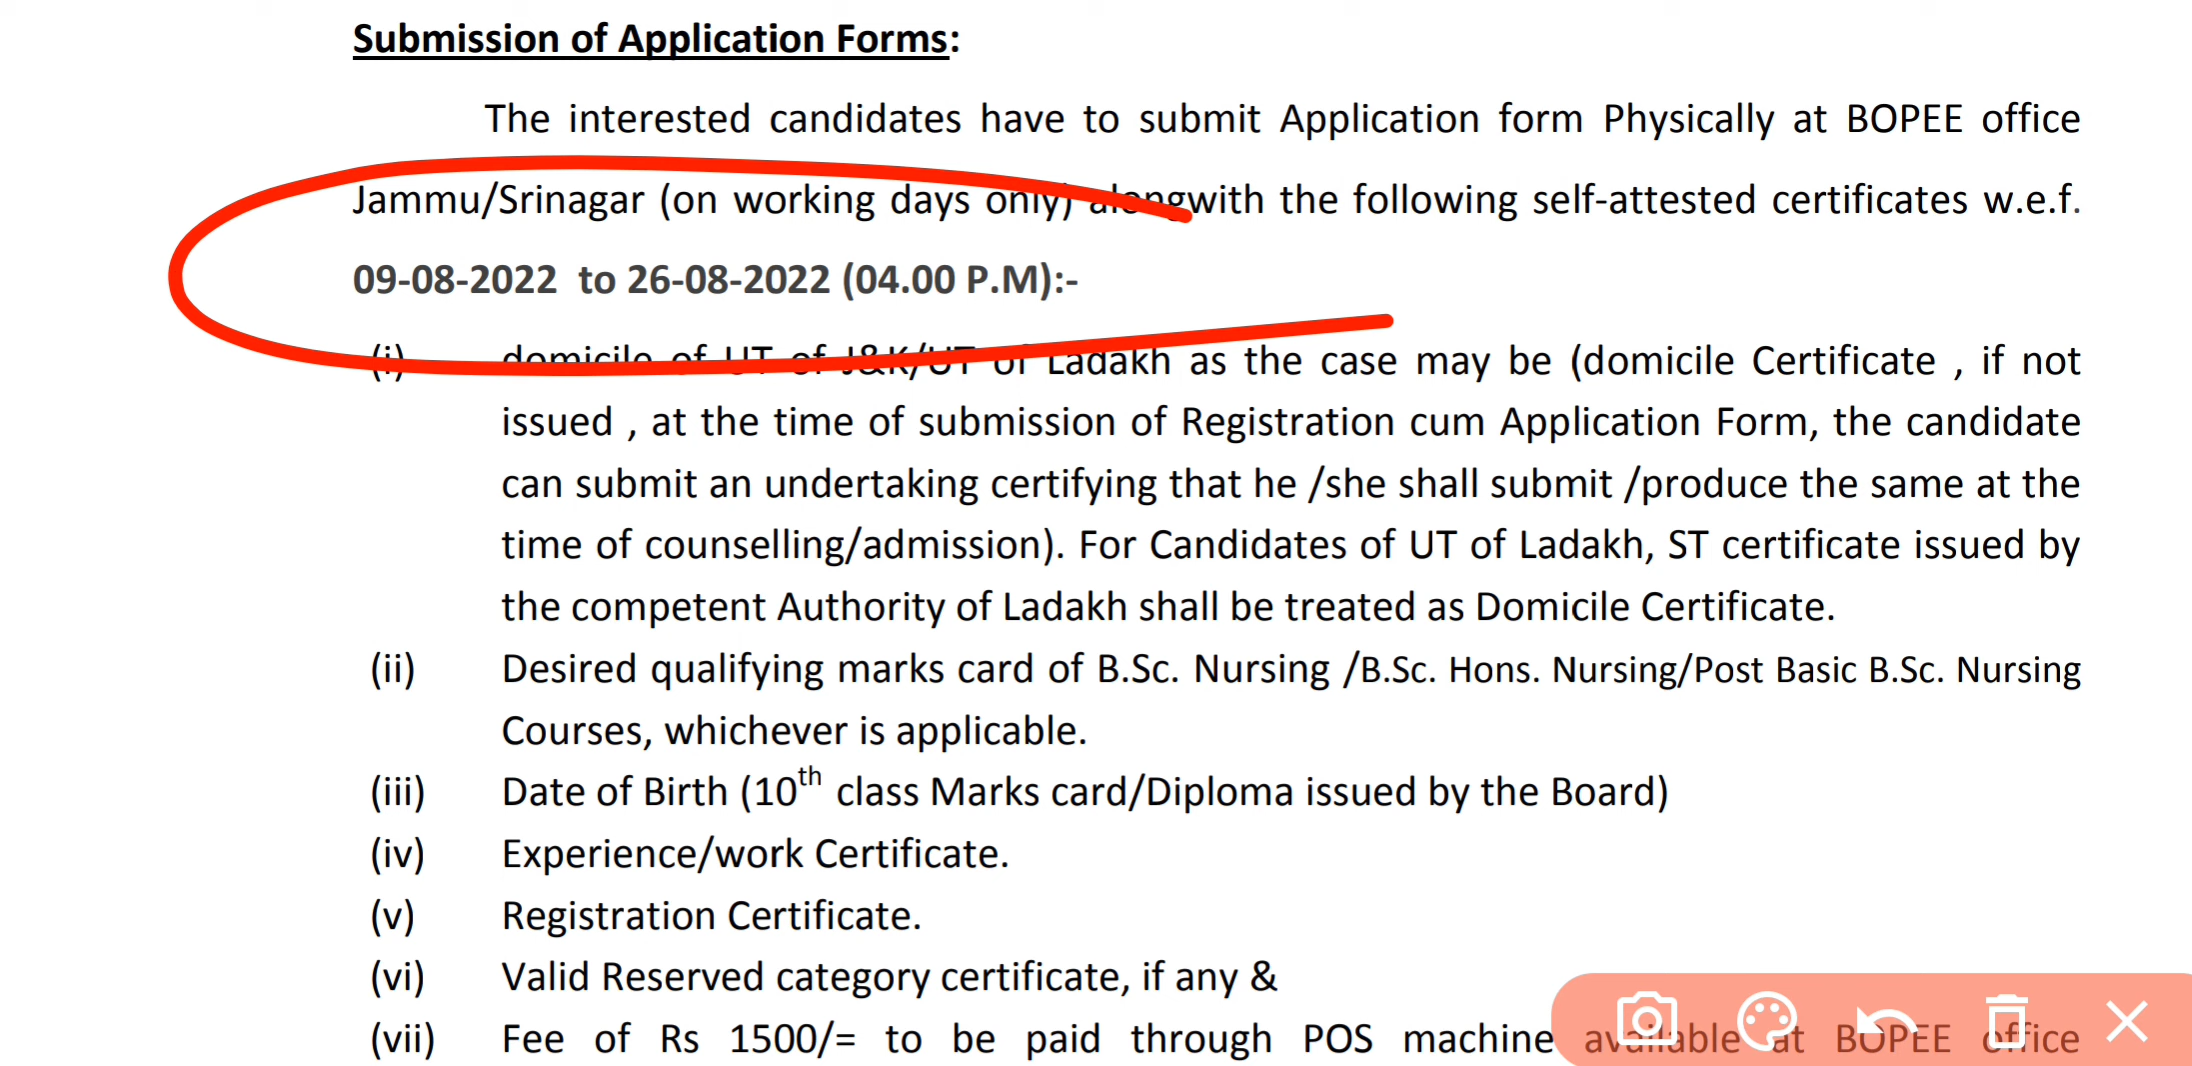 Submission of Application Forms:
The interested candidates have to submit Application form Physically at BOPEE office
Jammu/Srinagar (on working days only) alongwith the following self-attested certificates w.e.f.
09-08-2022 to 26-08-2022 (04.00 P.M):-
(i) domicile of UT of J&K/UT of Ladakh as the case may be (domicile Certificate , if not
issued , at the time of submission of Registration cum Application Form, the candidate
can submit an undertaking certifying that he /she shall submit /produce the same at the
time of counselling/admission). For Candidates of UT of Ladakh, ST certificate issued by
the competent Authority of Ladakh shall be treated as Domicile Certificate.
(ii) Desired qualifying marks card of B.Sc. Nursing /B.Sc. Hons. Nursing/Post Basic B.Sc. Nursing
Courses, whichever is applicable.
(iii) Date of Birth (10th class Marks card/Diploma issued by the Board)
(iv) Experience/work Certificate.
(v) Registration Certificate.
(vi) Valid Reserved category certificate, if any &
(vii) Fee of Rs 1500/= to be paid through POS machine available at BOPEE office